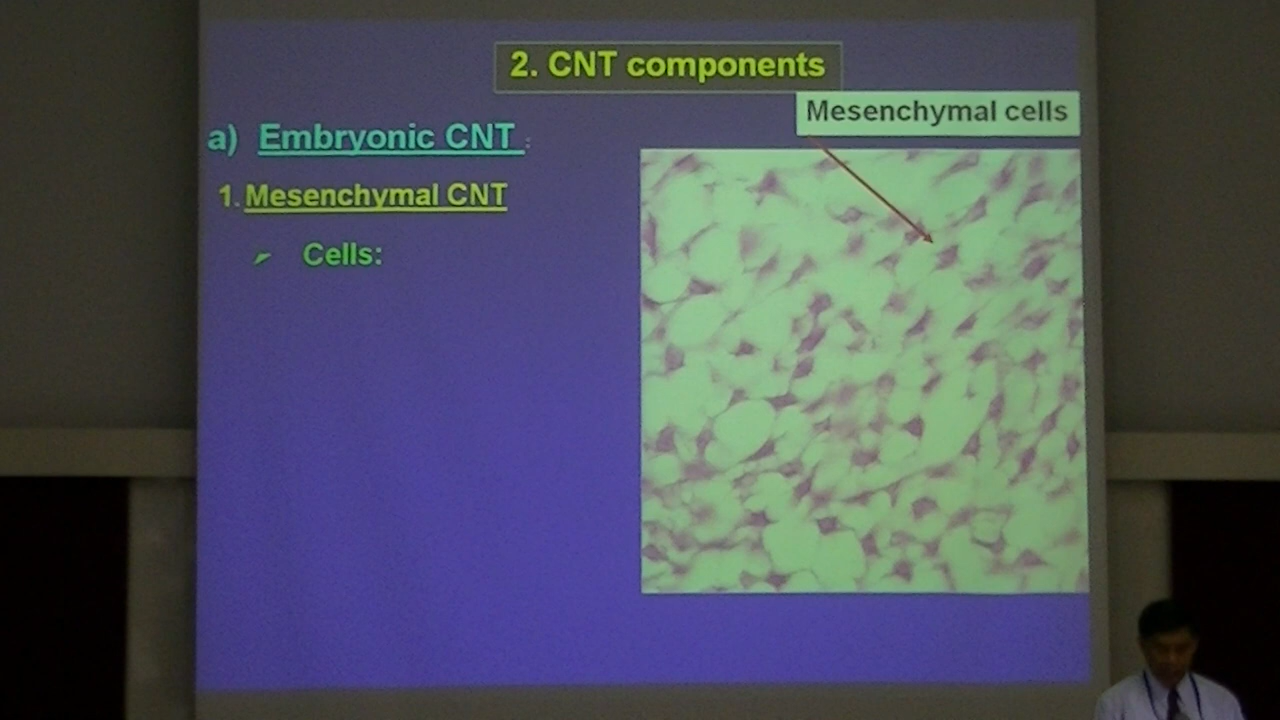 2. CNT components
Mesenchymal cells
a) Embryonic CNT :
1. Mesenchymal CNT
Cells: